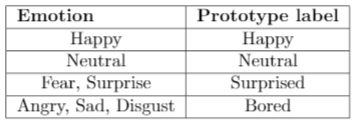 Emotion Prototype label
Happy Happy
Neutral Neutral
Fear, Surprise Surprised
Angry, Sad, Disgust Bored